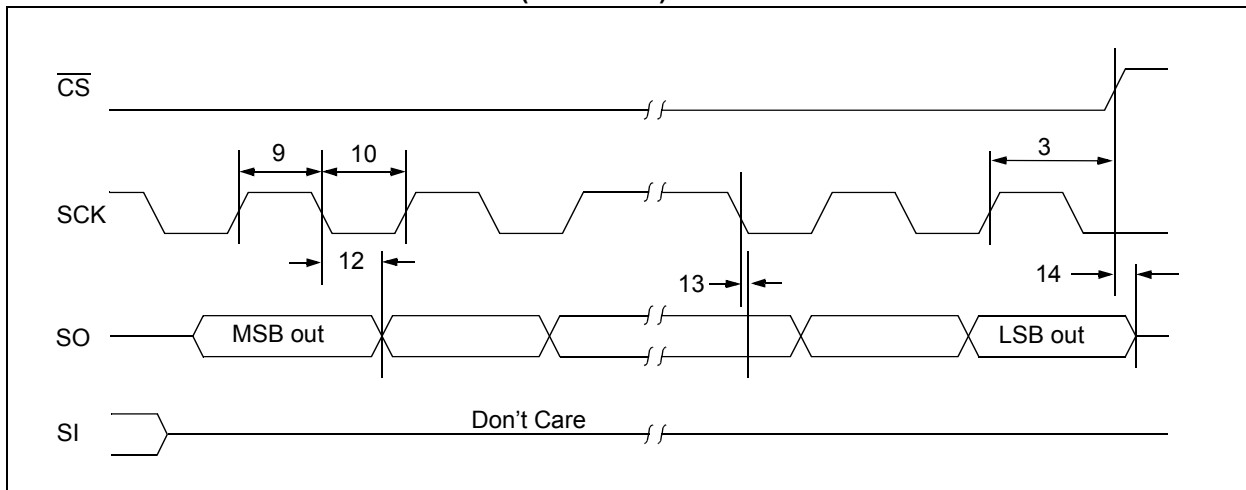 CS
9
10
3
SCK
12
13
14
SO
MSB out
LSB out
SI
Don't Care